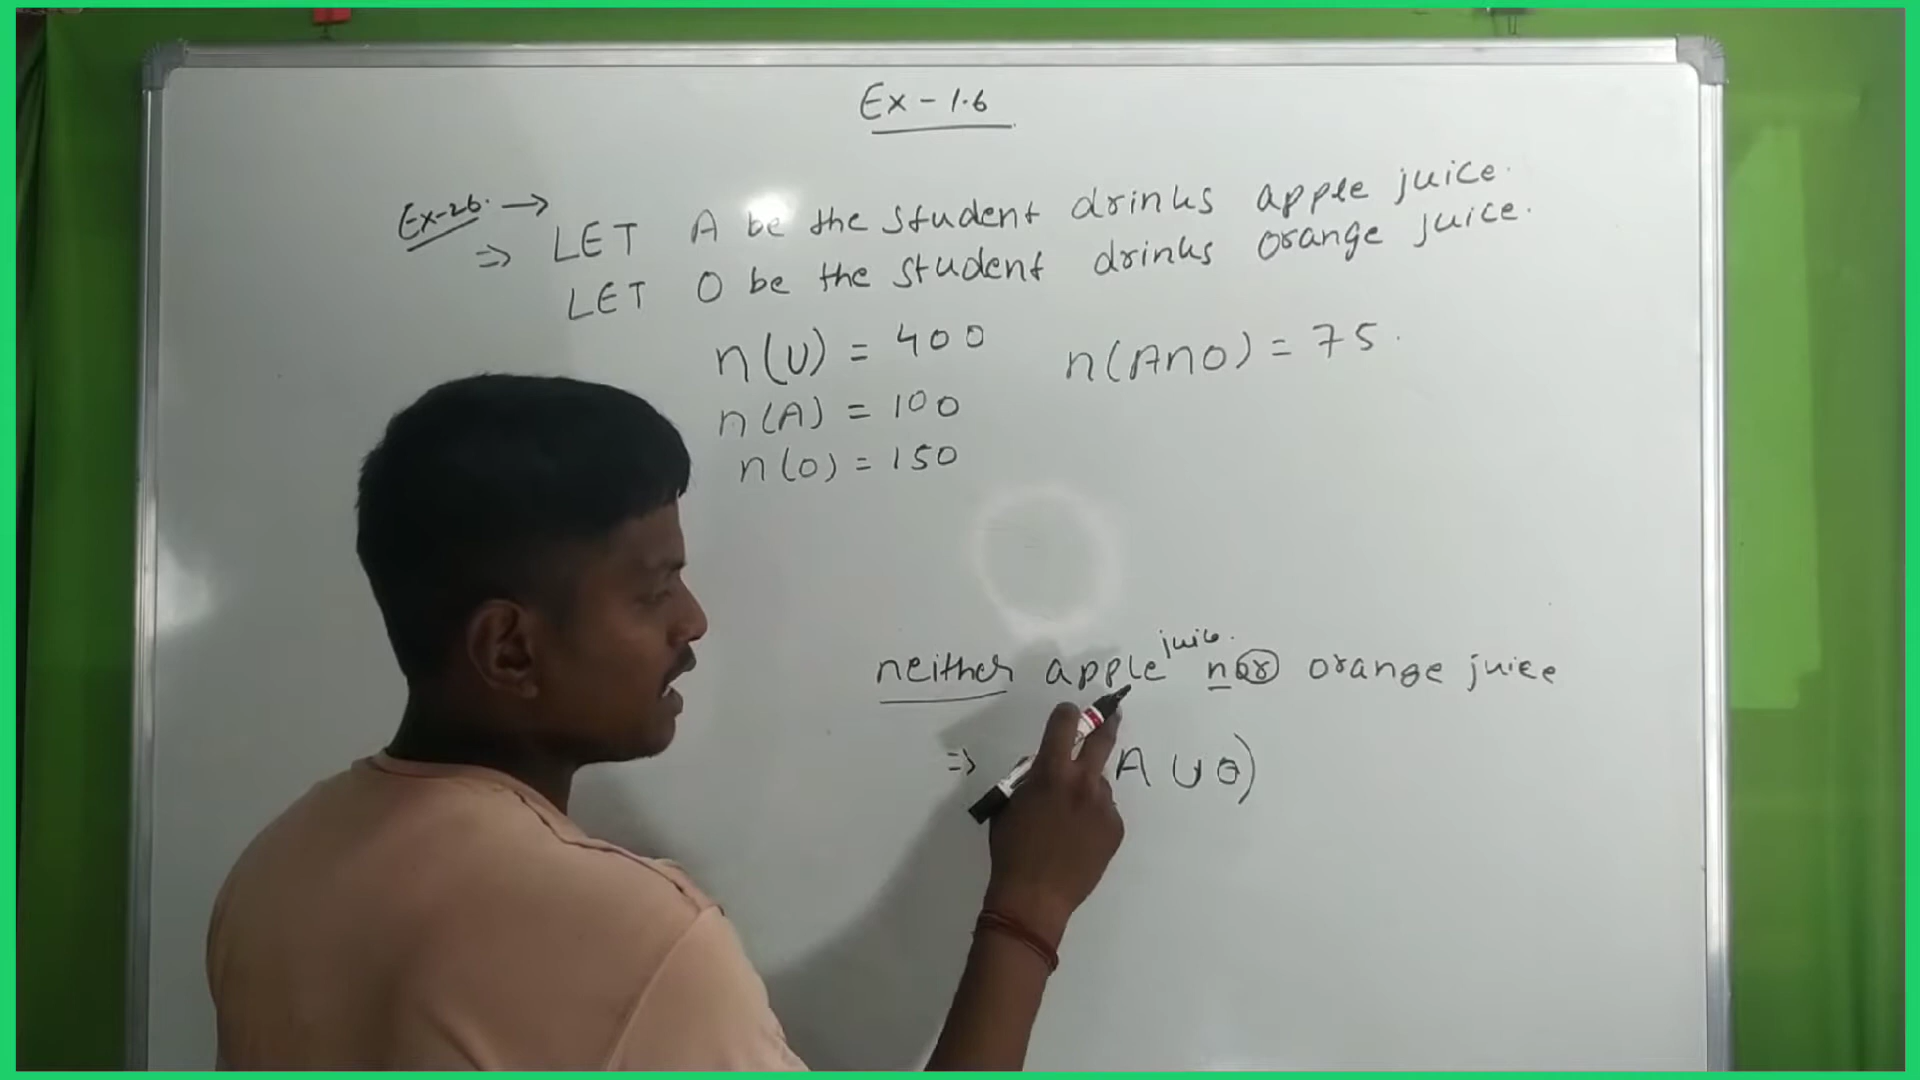 Ex - 1.6
Ex-26. →
⇒ LET A be the student drinks apple juice.
LET O be the student drinks orange juice.
n(U) = 400 n(A∩O) = 75.
n(A) = 100
n(O) = 150
juice.
neither apple nor orange juice
⇒ A ∪ O)